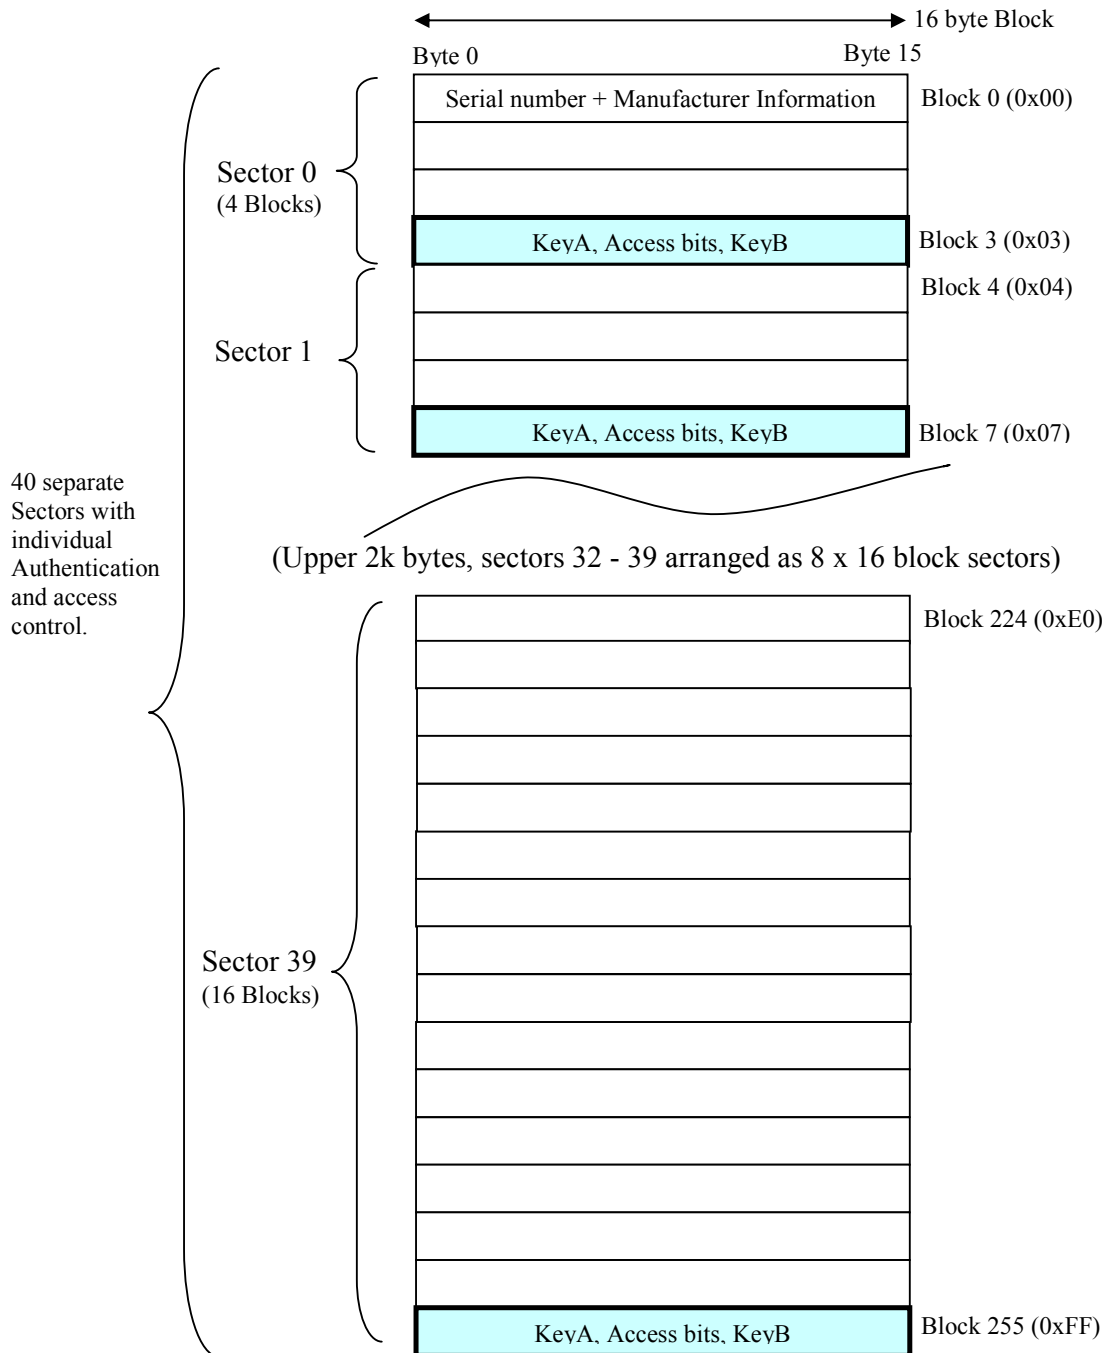 16 byte Block
Byte 0
Byte 15
Serial number + Manufacturer Information
Block 0 (0x00)
Sector 0
(4 Blocks)
KeyA, Access bits, KeyB
Block 3 (0x03)
Block 4 (0x04)
Sector 1
KeyA, Access bits, KeyB
Block 7 (0x07)
40 separate
Sectors with
individual
Authentication
and access
control.
(Upper 2k bytes, sectors 32 - 39 arranged as 8 x 16 block sectors)
Block 224 (0xE0)
Sector 39
(16 Blocks)
KeyA, Access bits, KeyB
Block 255 (0xFF)